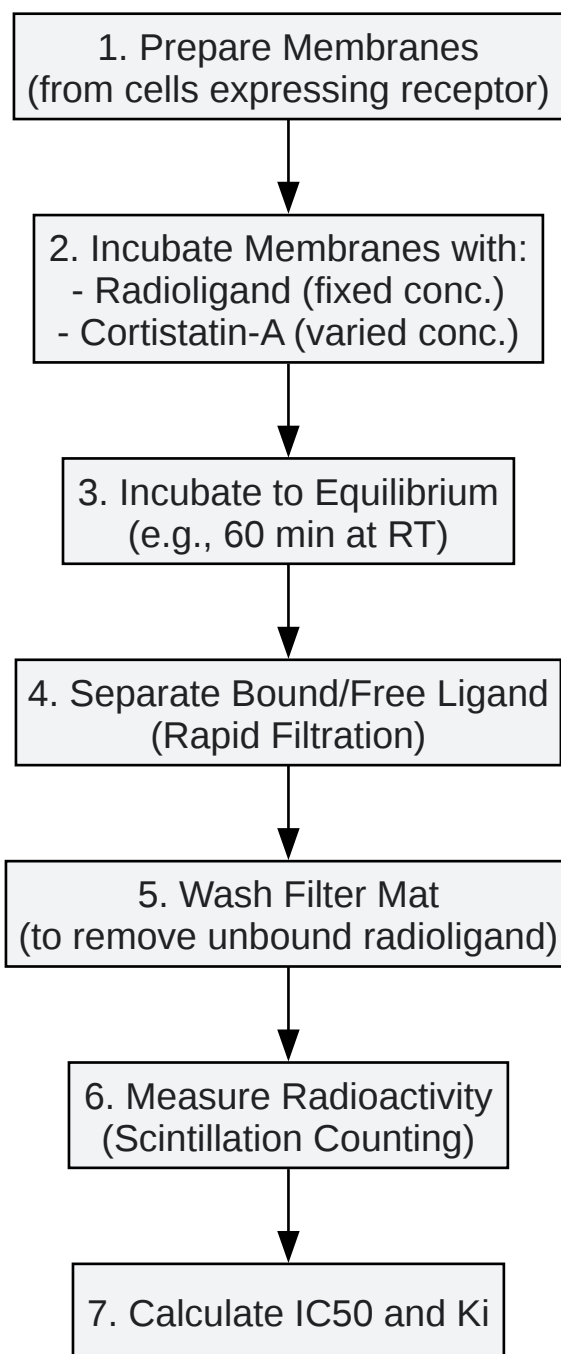 1. Prepare Membranes
(from cells expressing receptor)
2. Incubate Membranes with:
- Radioligand (fixed conc.)
- Cortistatin-A (varied conc.)
3. Incubate to Equilibrium
(e.g., 60 min at RT)
4. Separate Bound/Free Ligand
(Rapid Filtration)
5. Wash Filter Mat
(to remove unbound radioligand)
6. Measure Radioactivity
(Scintillation Counting)
7. Calculate IC50 and Ki